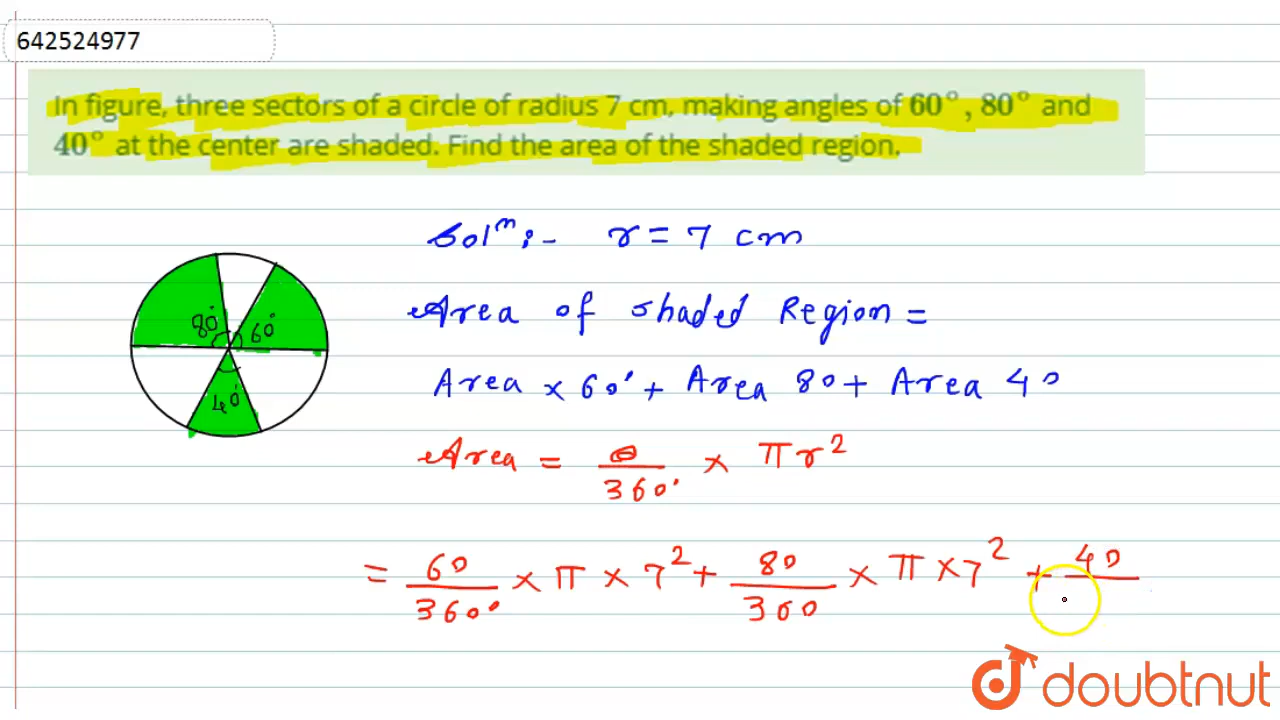 642524977
In figure, three sectors of a circle of radius 7 cm, making angles of 60° , 80° and
40° at the center are shaded. Find the area of the shaded region.
Solⁿ:- r = 7 cm
Area of shaded Region =
80° 60°
Area × 60° + Area 80 + Area 40
40°
Area = θ/360° × πr²
= 60/360° × π × 7² + 80/360 × π × 7² + 40
doubtnut